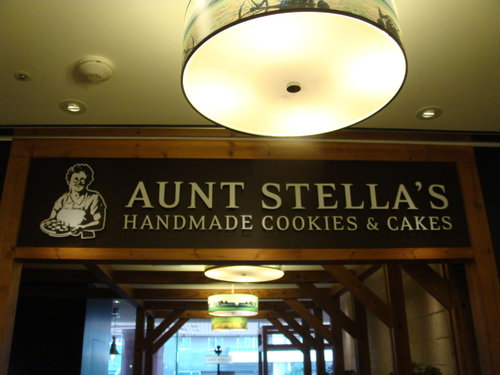 AUNT STELLA'S
HANDMADE COOKIES & CAKES